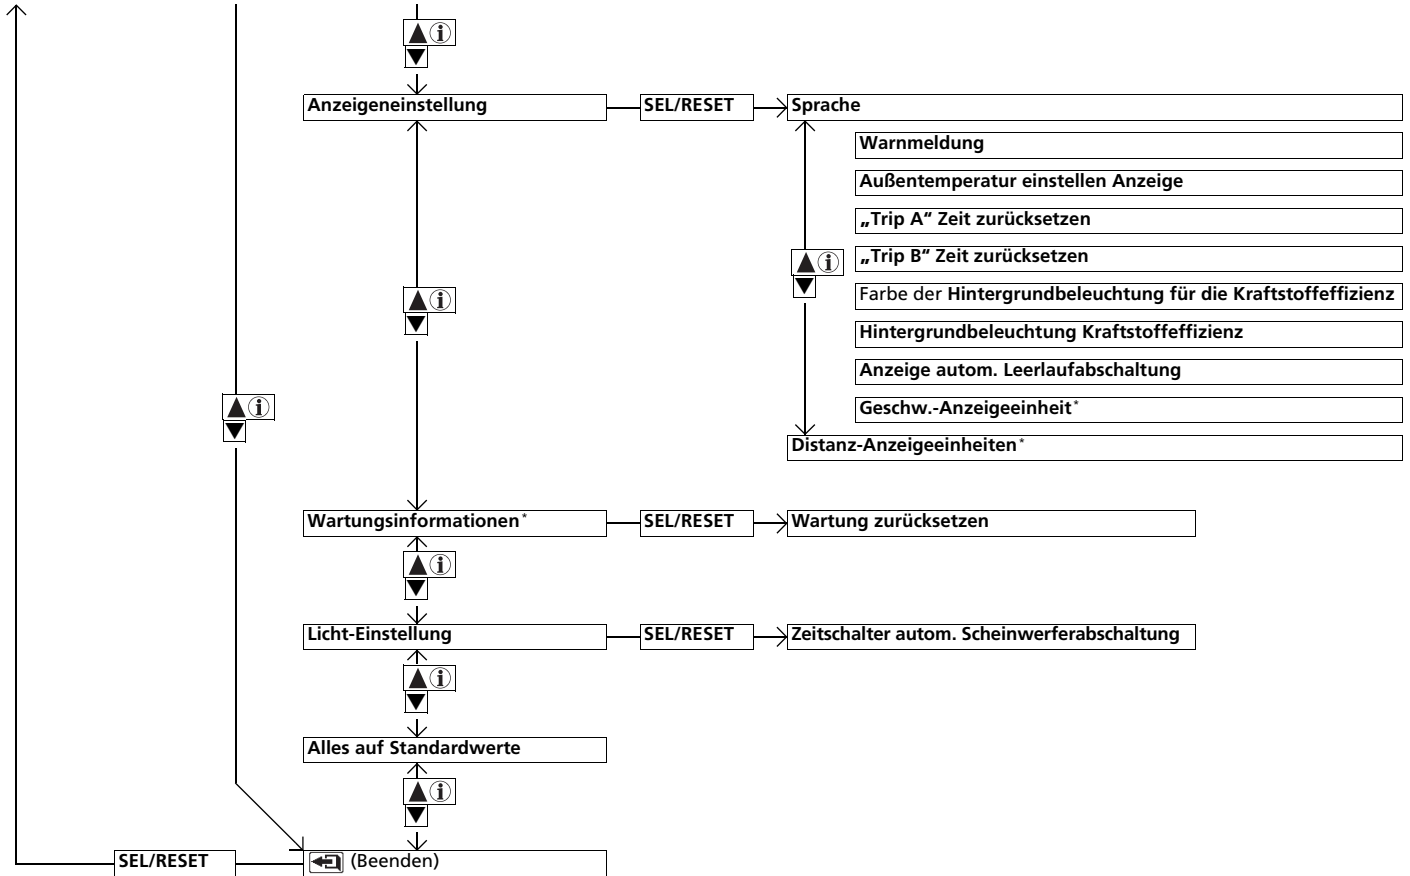 Anzeigeneinstellung SEL/RESET Sprache
Warnmeldung
Außentemperatur einstellen Anzeige
„Trip A“ Zeit zurücksetzen
„Trip B“ Zeit zurücksetzen
Farbe der Hintergrundbeleuchtung für die Kraftstoffeffizienz
Hintergrundbeleuchtung Kraftstoffeffizienz
Anzeige autom. Leerlaufabschaltung
Geschw.-Anzeigeeinheit*
Distanz-Anzeigeeinheiten*
Wartungsinformationen* SEL/RESET Wartung zurücksetzen
Licht-Einstellung SEL/RESET Zeitschalter autom. Scheinwerferabschaltung
Alles auf Standardwerte
SEL/RESET (Beenden)